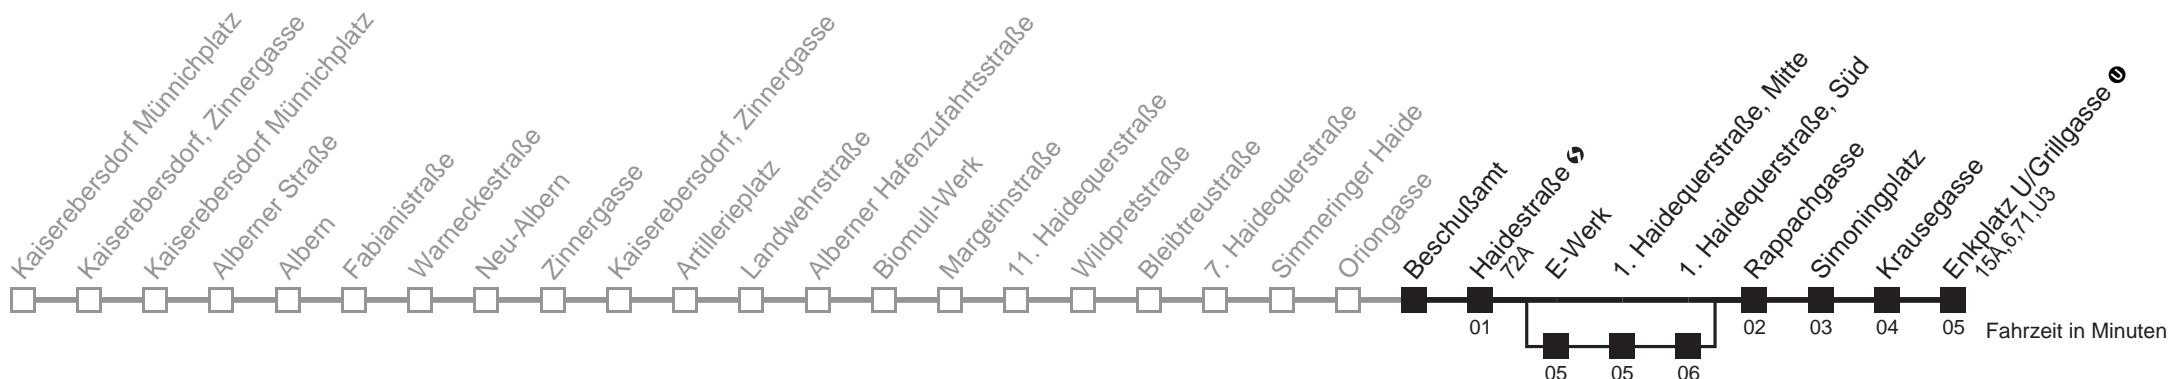 Kaiserebersdorf Münnichplatz
Kaiserebersdorf, Zinnergasse
Kaiserebersdorf Münnichplatz
Alberner Straße
Albern
Fabianistraße
Warneckestraße
Neu-Albern
Zinnergasse
Kaiserebersdorf, Zinnergasse
Artillerieplatz
Landwehrstraße
Alberner Hafenzufahrtsstraße
Biomull-Werk
Margetinstraße
11. Haidequerstraße
Wildpretstraße
Bleibtreustraße
7. Haidequerstraße
Simmeringer Haide
Oriongasse
Beschußamt
Haidestraße
72A
E-Werk
1. Haidequerstraße, Mitte
1. Haidequerstraße, Süd
Rappachgasse
Simoningplatz
Krausegasse
Enkplatz U/Grillgasse U
15A,6,71,U3
01
02
03
04
05
Fahrzeit in Minuten
05
05
06